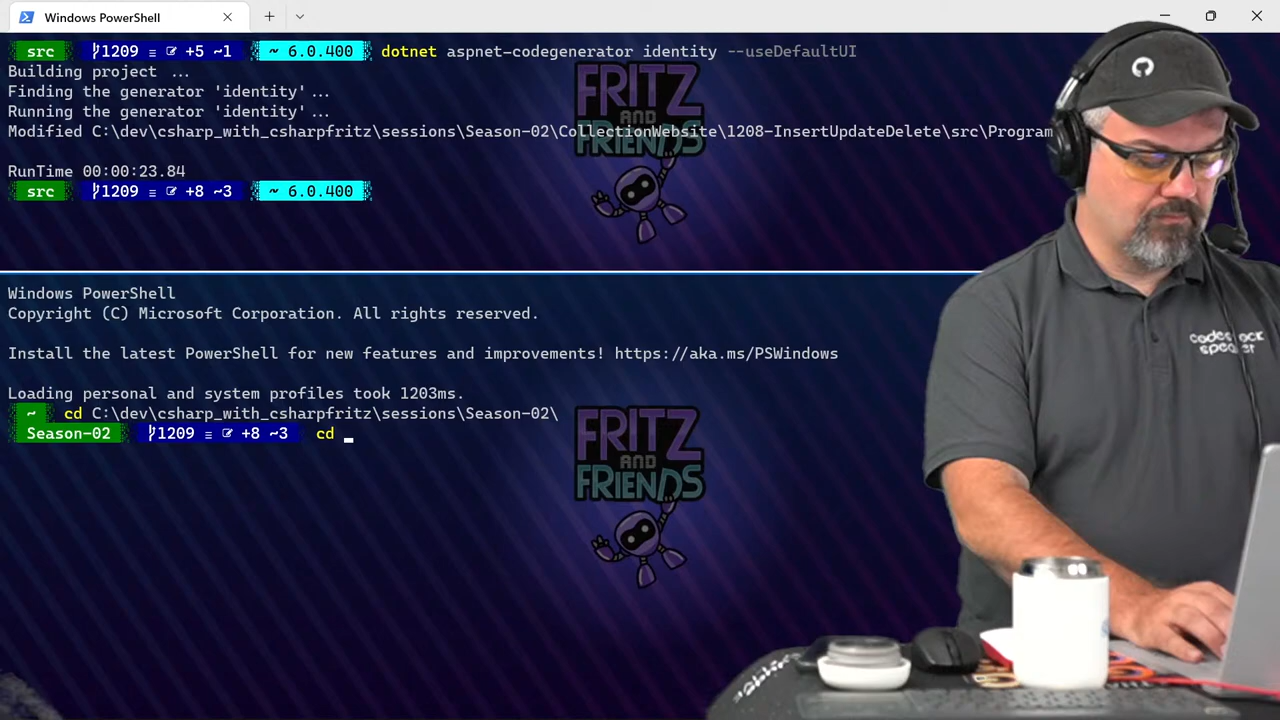 Windows PowerShell
src 1209 ≡ +5 ~1 ~ 6.0.400 dotnet aspnet-codegenerator identity --useDefaultUI
Building project ...
Finding the generator 'identity'...
Running the generator 'identity'...
Modified C:\dev\csharp_with_csharpfritz\sessions\Season-02\CollectionWebsite\1208-InsertUpdateDelete\src\Program
RunTime 00:00:23.84
src 1209 ≡ +8 ~3 ~ 6.0.400
FRITZ
AND
FRIENDS
Windows PowerShell
Copyright (C) Microsoft Corporation. All rights reserved.
Install the latest PowerShell for new features and improvements! https://aka.ms/PSWindows
Loading personal and system profiles took 1203ms.
~ cd C:\dev\csharp_with_csharpfritz\sessions\Season-02\
Season-02 1209 ≡ +8 ~3 cd
FRITZ
AND
FRIENDS
speaker